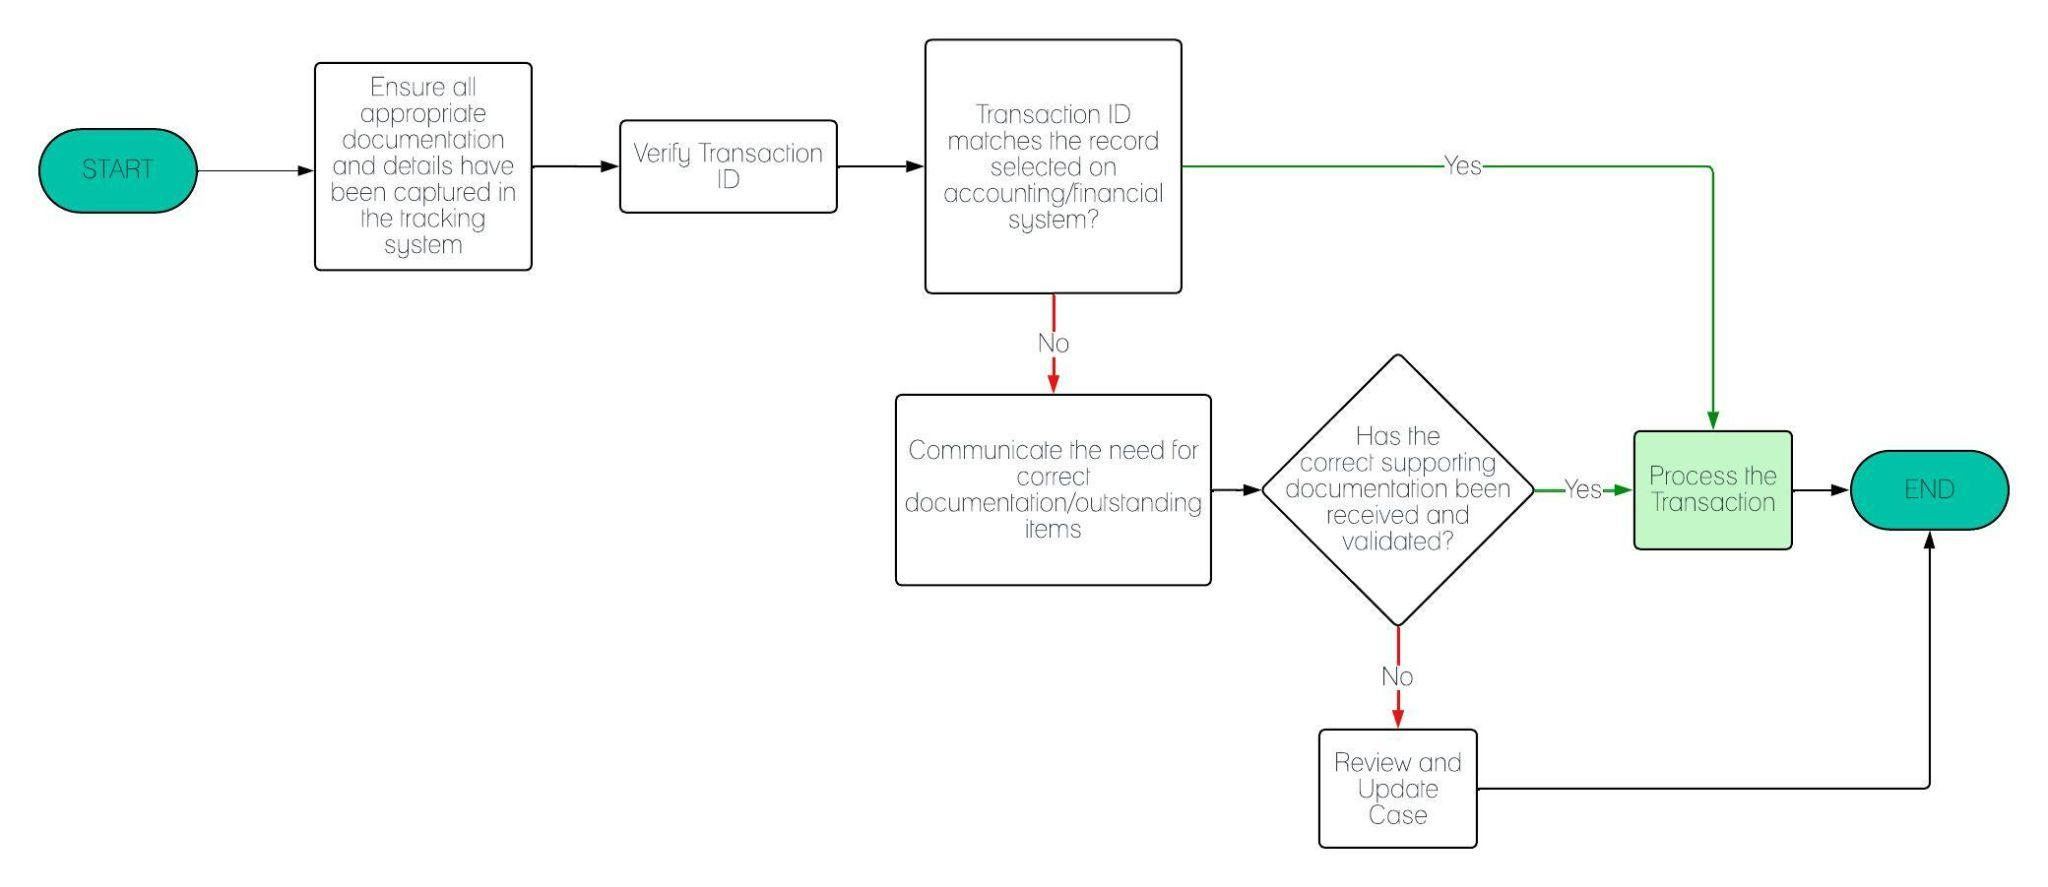 START
Ensure all
appropriate
documentation
and details have
been captured in
the tracking
system
Verify Transaction
ID
Transaction ID
matches the record
selected on
accounting/financial
system?
Yes
No
Communicate the need for
correct
documentation/outstanding
items
Has the
correct supporting
documentation been
received and
validated?
Yes
Process the
Transaction
END
No
Review and
Update
Case